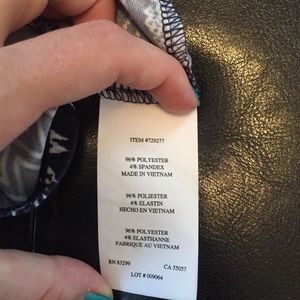 ITEM #729277
96% POLYESTER
4% SPANDEX
MADE IN VIETNAM
96% POLIESTER
4% ELASTIN
HECHO EN VIETNAM
96% POLYESTER
4% ELASTHANNE
FABRIQUÉ AU VIETNAM
RN 83299 CA 55057
LOT # 009064